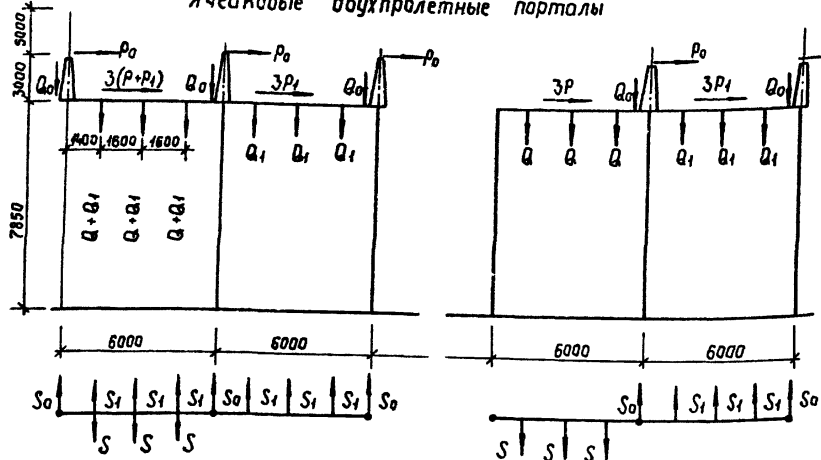 Ячейковые двухпролетные порталы
5000
3000
7850
P₀ P₀ P₀ P₀
Q₀ 3(P+P₁) Q₀ 3P₁ Q₀ 3P Q₀ 3P₁ Q₀
1400 1600 1600
Q₁ Q₁ Q₁ Q Q Q Q₁ Q₁ Q₁
Q+Q₁ Q+Q₁ Q+Q₁
6000 6000 6000 6000
S₀ S₁ S₁ S₁ S₀ S₁ S₁ S₁ S₀ S₀ S₁ S₁ S₁ S₀
S S S S S S